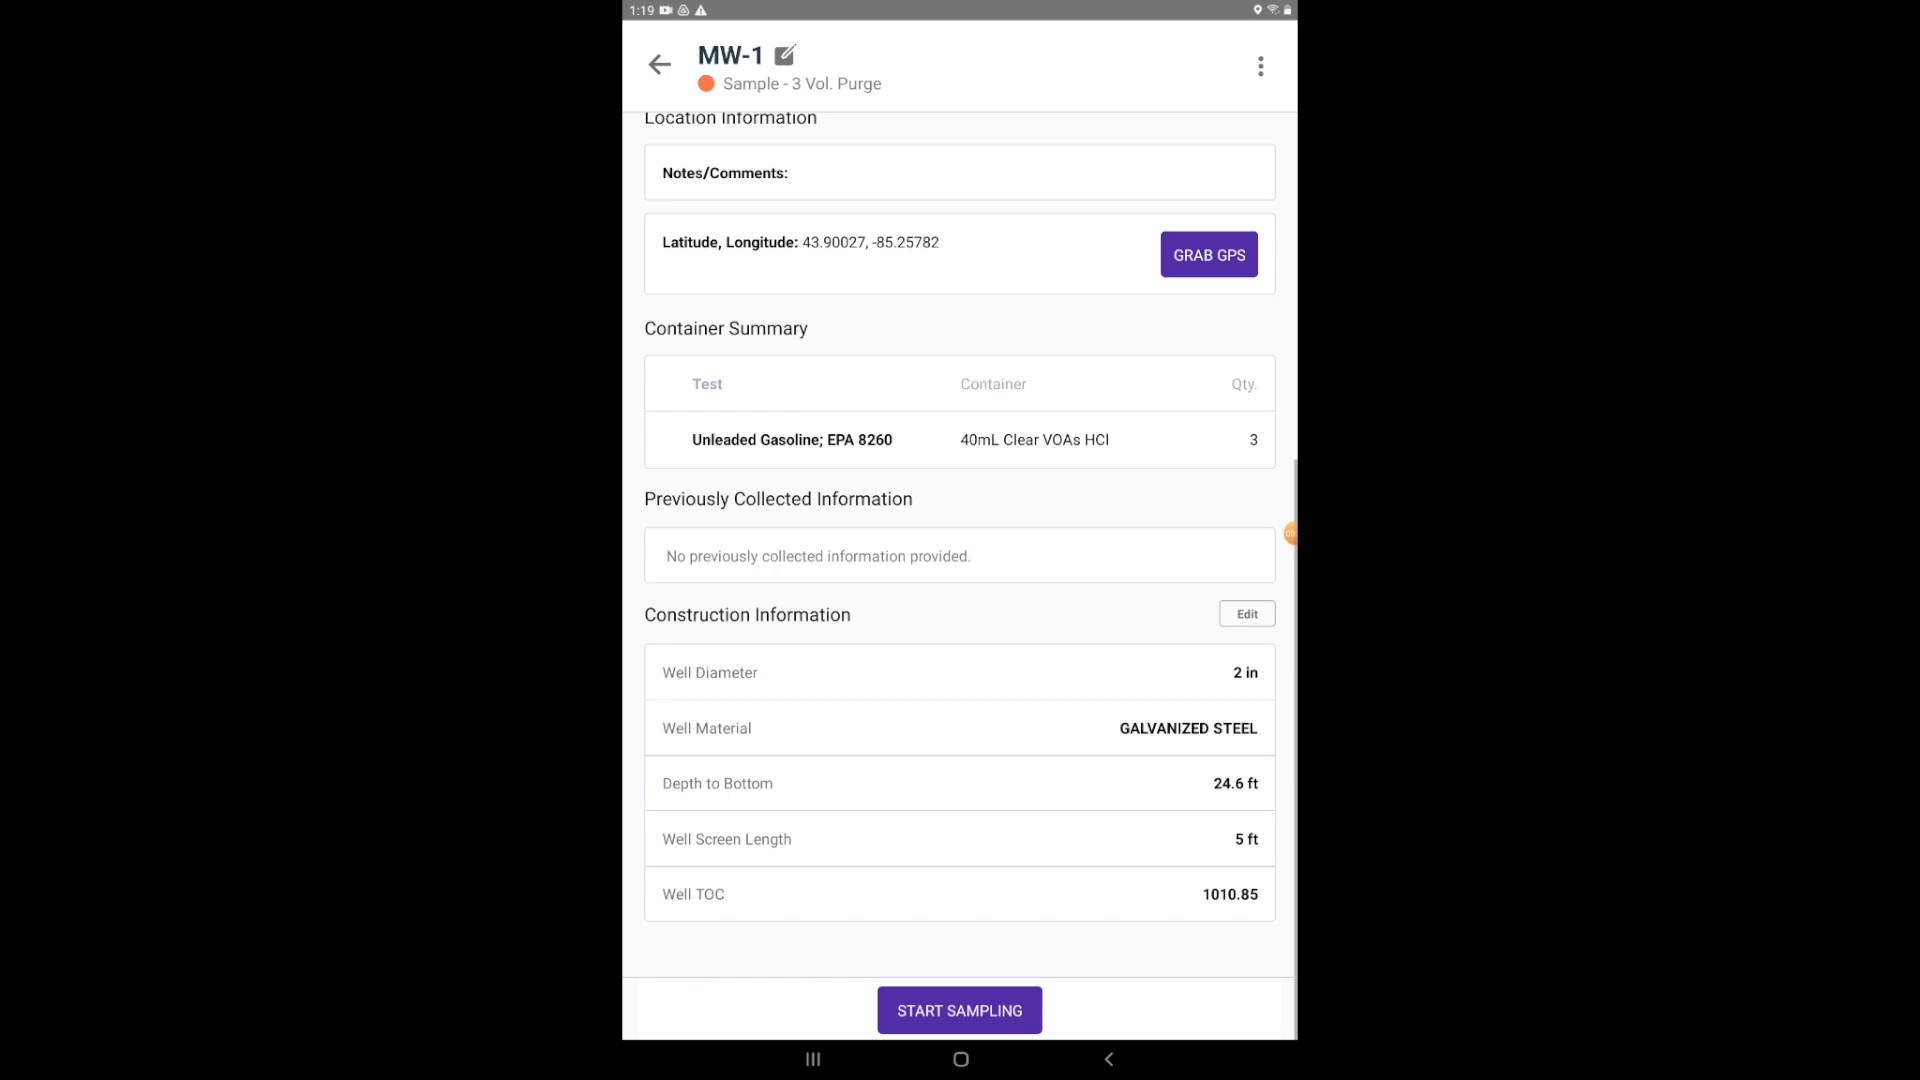 1:19
MW-1
Sample - 3 Vol. Purge
Location Information
Notes/Comments:
Latitude, Longitude: 43.90027, -85.25782
GRAB GPS
Container Summary
Test Container Qty.
Unleaded Gasoline; EPA 8260 40mL Clear VOAs HCl 3
Previously Collected Information
No previously collected information provided.
Construction Information
Edit
Well Diameter 2 in
Well Material GALVANIZED STEEL
Depth to Bottom 24.6 ft
Well Screen Length 5 ft
Well TOC 1010.85
START SAMPLING